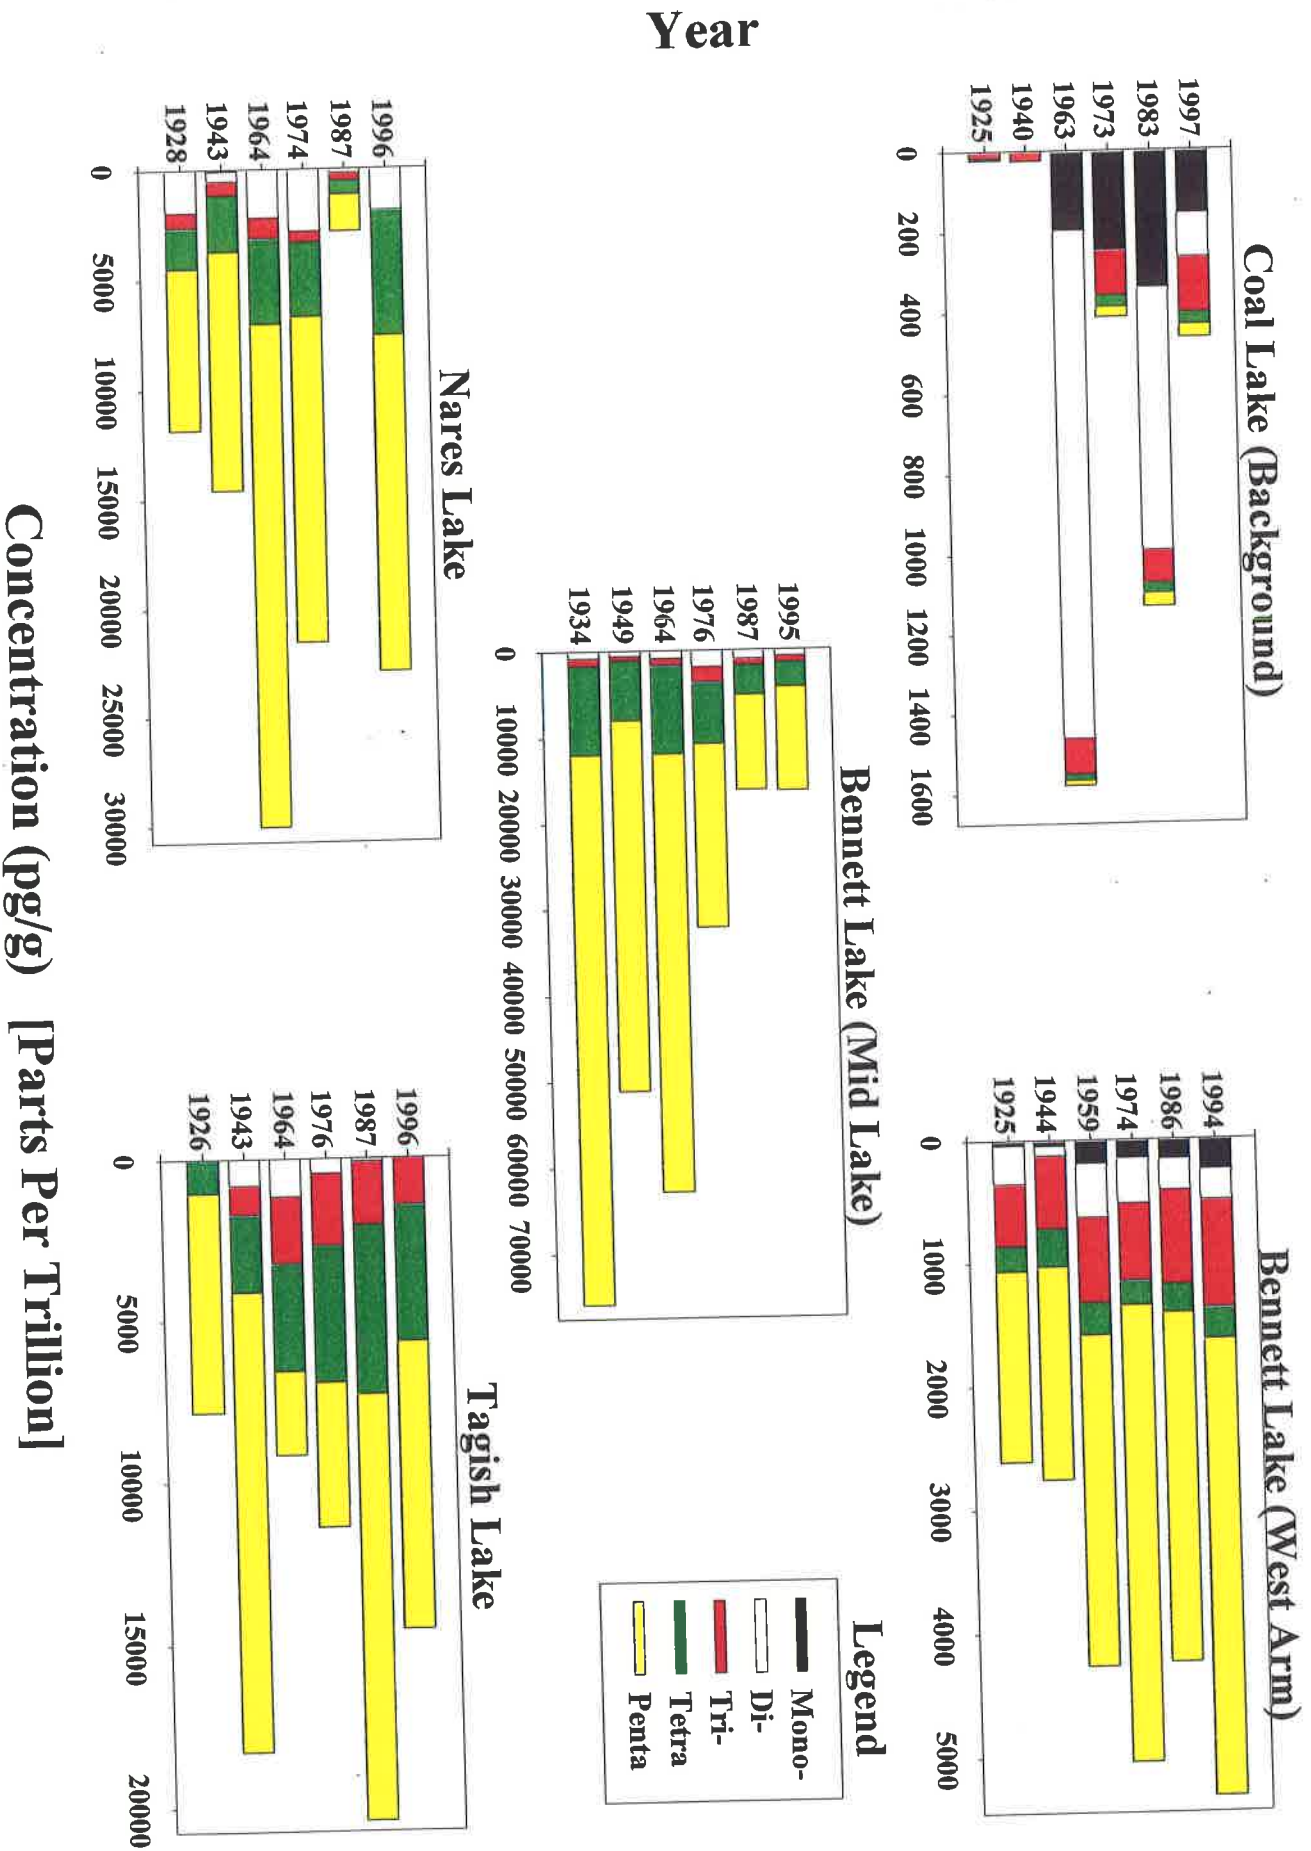 Year
Coal Lake (Background)
1997
1983
1973
1963
1940
1925
0 200 400 600 800 1000 1200 1400 1600
Bennett Lake (West Arm)
1994
1986
1974
1959
1944
1925
0 1000 2000 3000 4000 5000
Bennett Lake (Mid Lake)
1995
1987
1976
1964
1949
1934
0 10000 20000 30000 40000 50000 60000 70000
Legend
Mono-
Di-
Tri-
Tetra
Penta
Nares Lake
1996
1987
1974
1964
1943
1928
0 5000 10000 15000 20000 25000 30000
Tagish Lake
1996
1987
1976
1964
1943
1926
0 5000 10000 15000 20000
Concentration (pg/g) [Parts Per Trillion]